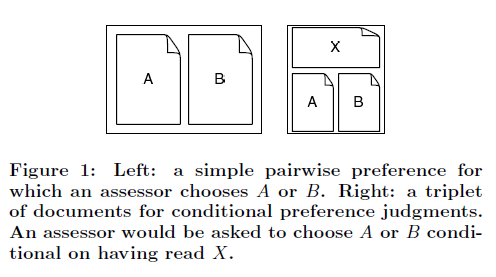 A B
X
A B
Figure 1: Left: a simple pairwise preference for
which an assessor chooses A or B. Right: a triplet
of documents for conditional preference judgments.
An assessor would be asked to choose A or B condi-
tional on having read X.